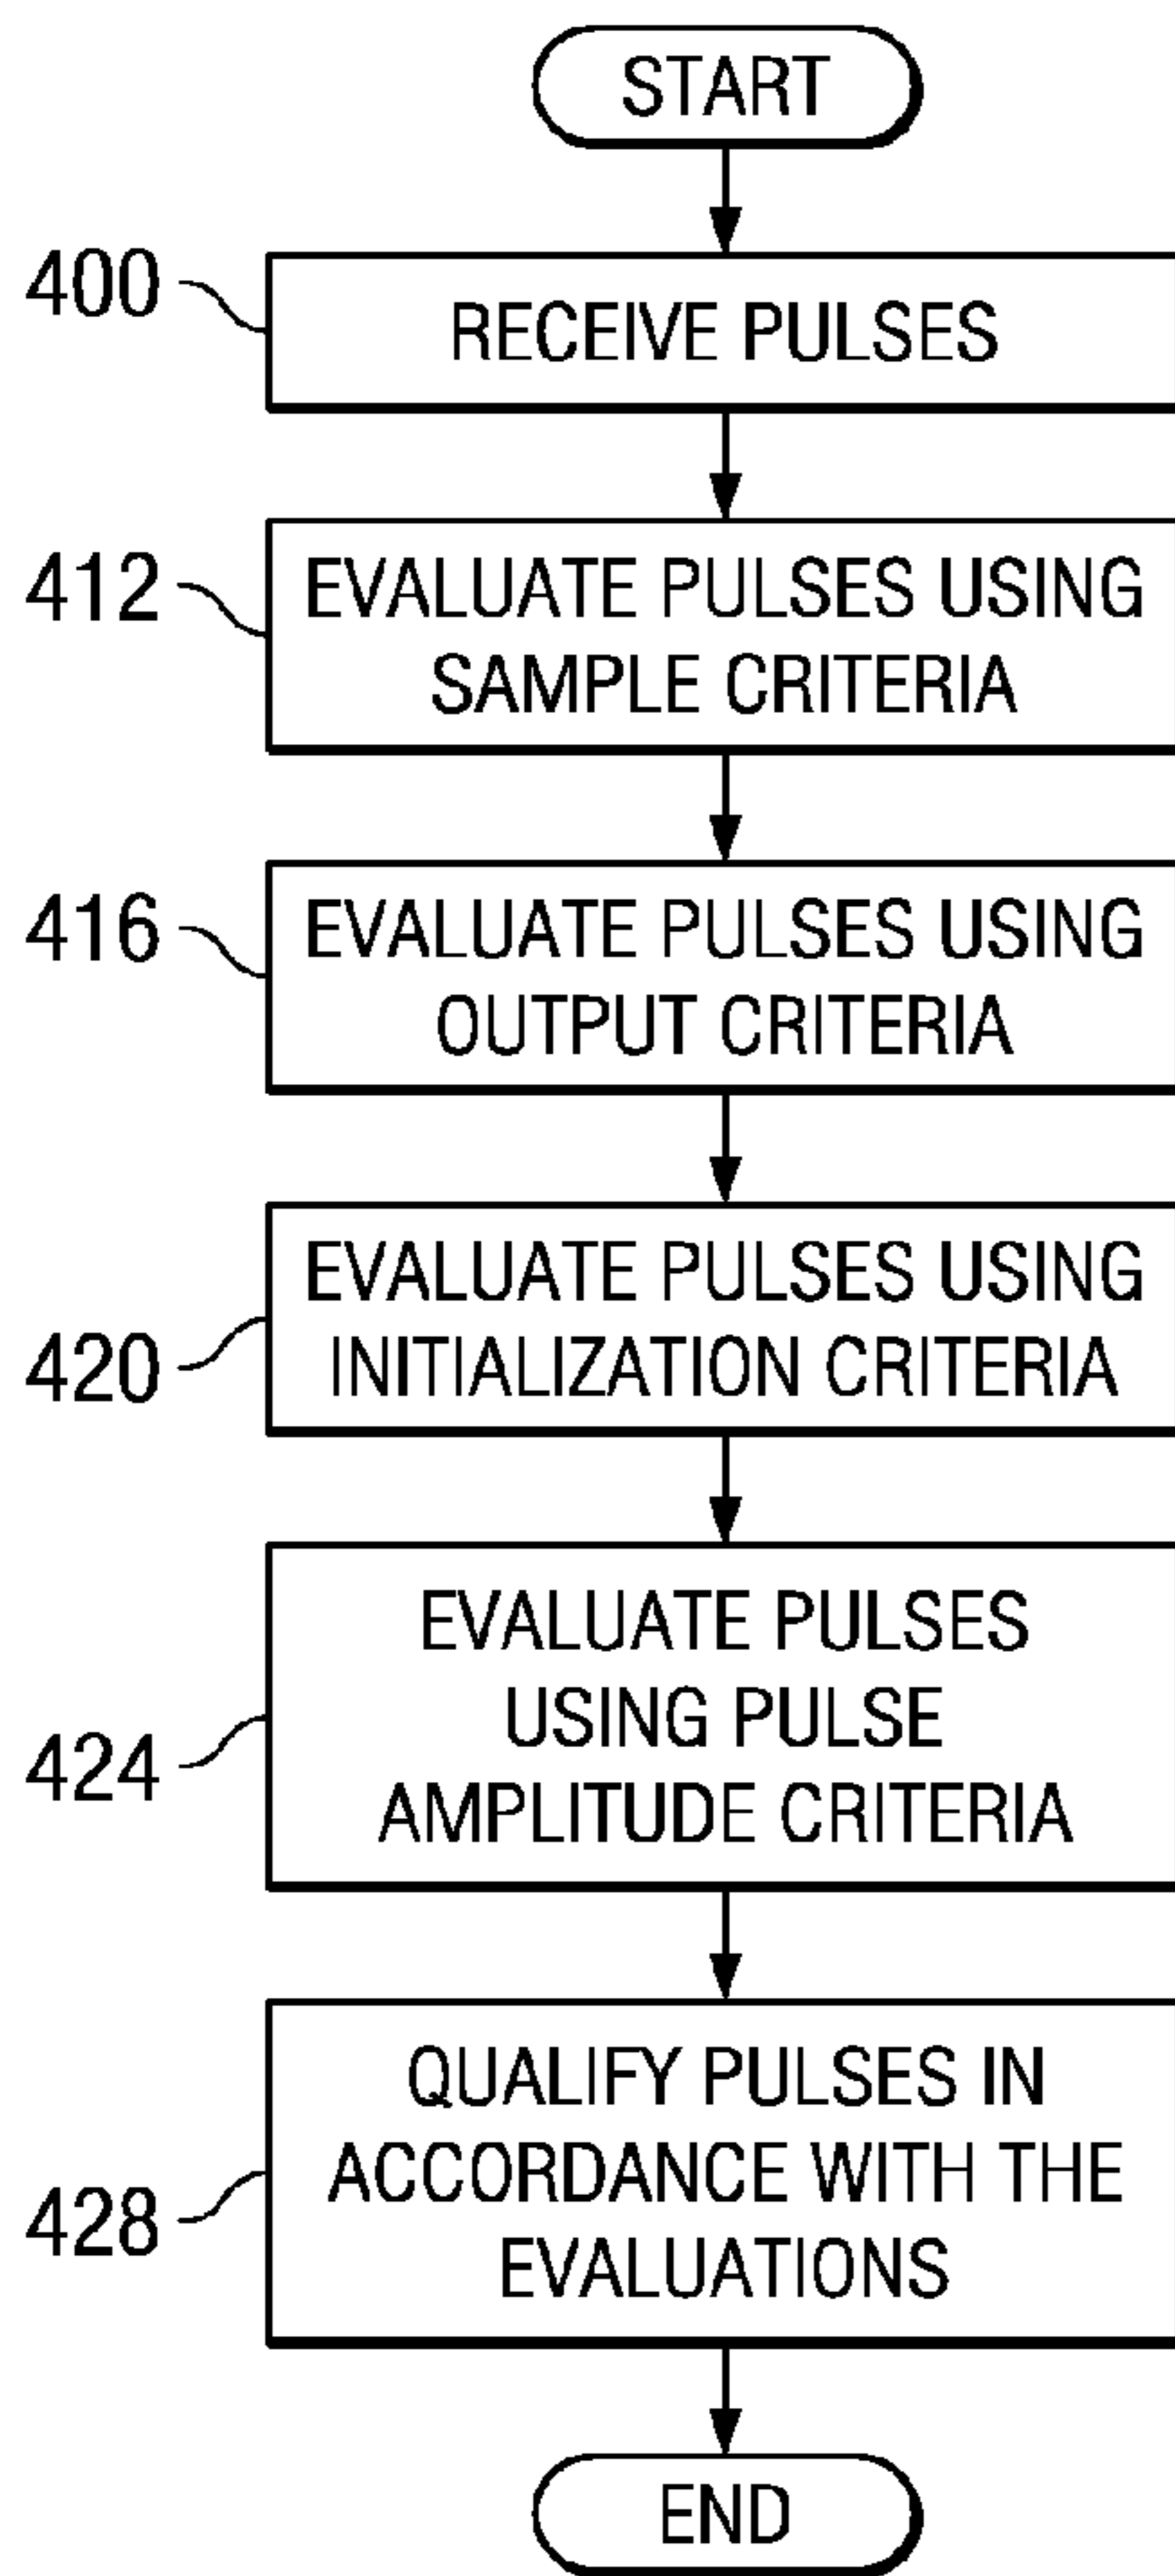 START
400
RECEIVE PULSES
412
EVALUATE PULSES USING
SAMPLE CRITERIA
416
EVALUATE PULSES USING
OUTPUT CRITERIA
EVALUATE PULSES USING
INITIALIZATION CRITERIA
420
EVALUATE PULSES
USING PULSE
AMPLITUDE CRITERIA
424
QUALIFY PULSES IN
ACCORDANCE WITH THE
EVALUATIONS
428
END